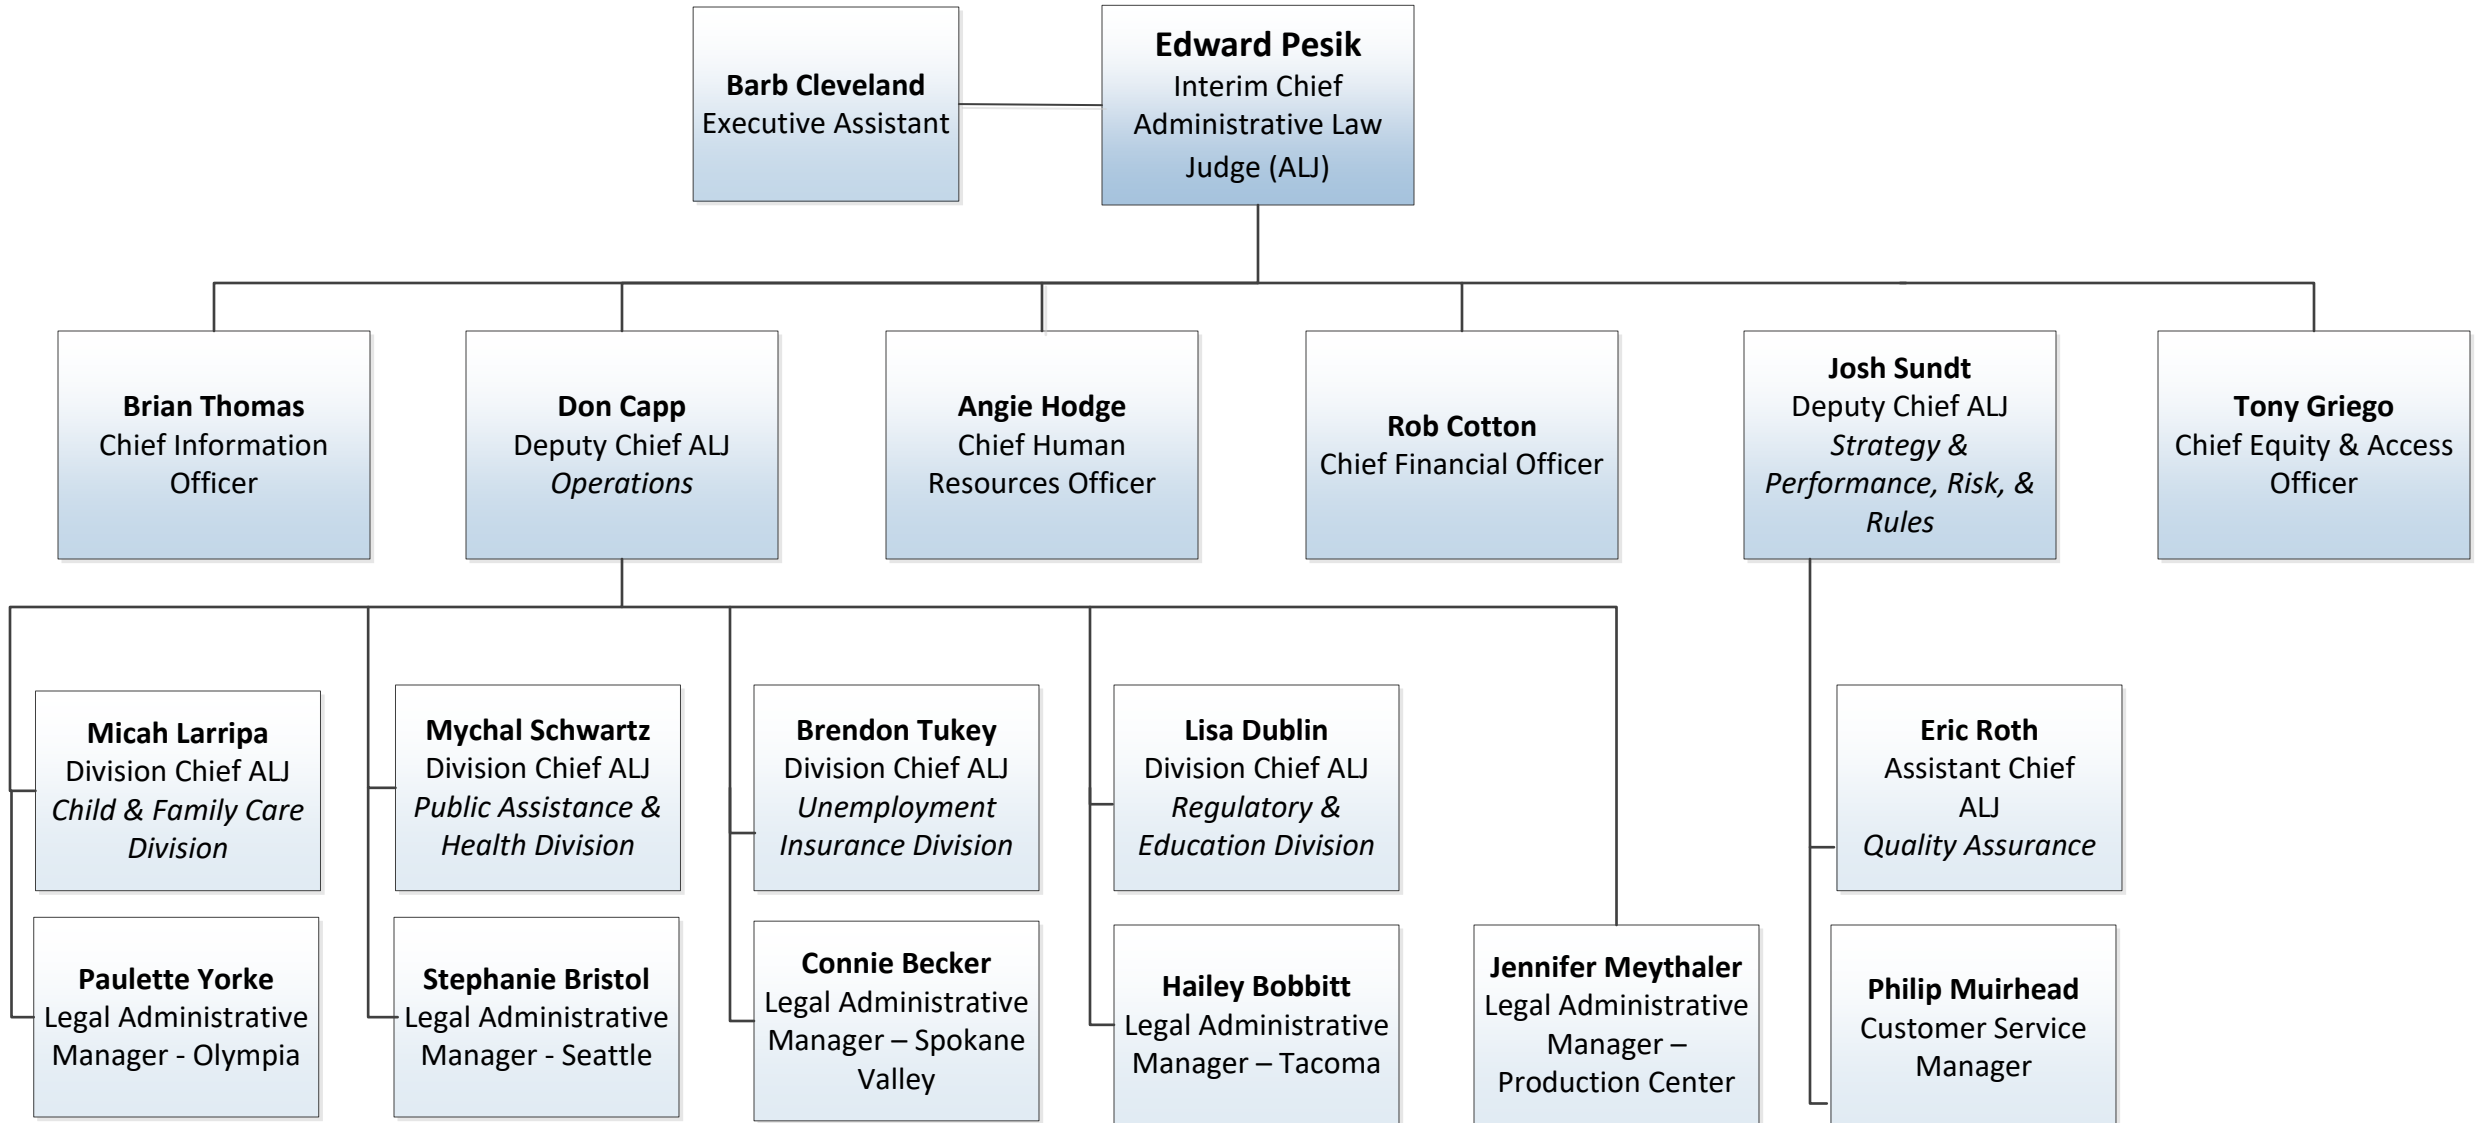 Barb Cleveland
Executive Assistant
Edward Pesik
Interim Chief
Administrative Law
Judge (ALJ)
Brian Thomas
Chief Information
Officer
Don Capp
Deputy Chief ALJ
Operations
Angie Hodge
Chief Human
Resources Officer
Rob Cotton
Chief Financial Officer
Josh Sundt
Deputy Chief ALJ
Strategy &
Performance, Risk, &
Rules
Tony Griego
Chief Equity & Access
Officer
Micah Larripa
Division Chief ALJ
Child & Family Care
Division
Mychal Schwartz
Division Chief ALJ
Public Assistance &
Health Division
Brendon Tukey
Division Chief ALJ
Unemployment
Insurance Division
Lisa Dublin
Division Chief ALJ
Regulatory &
Education Division
Eric Roth
Assistant Chief
ALJ
Quality Assurance
Paulette Yorke
Legal Administrative
Manager - Olympia
Stephanie Bristol
Legal Administrative
Manager - Seattle
Connie Becker
Legal Administrative
Manager – Spokane
Valley
Hailey Bobbitt
Legal Administrative
Manager – Tacoma
Jennifer Meythaler
Legal Administrative
Manager –
Production Center
Philip Muirhead
Customer Service
Manager